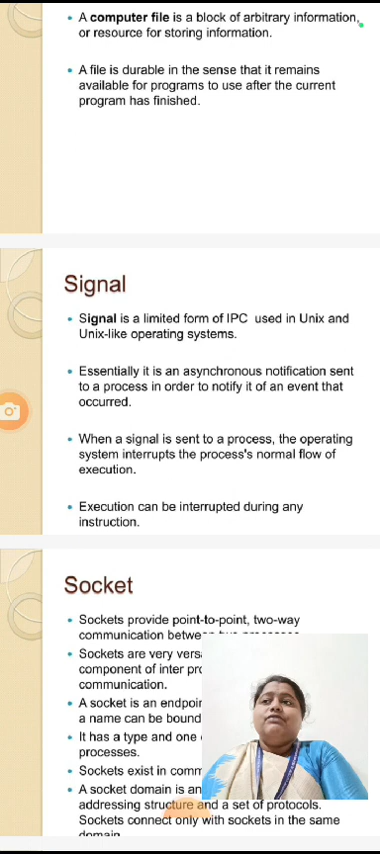 A computer file is a block of arbitrary information,
or resource for storing information.
A file is durable in the sense that it remains
available for programs to use after the current
program has finished.
Signal
Signal is a limited form of IPC used in Unix and
Unix-like operating systems.
Essentially it is an asynchronous notification sent
to a process in order to notify it of an event that
occurred.
When a signal is sent to a process, the operating
system interrupts the process's normal flow of
execution.
Execution can be interrupted during any
instruction.
Socket
Sockets provide point-to-point, two-way
communication between two processes.
Sockets are very
component of inter
communication.
A socket is an
a name can be bound
It has a type and one
processes.
Sockets exist in
A socket domain is an
addressing structure and a set of protocols.
Sockets connect only with sockets in the same
domain